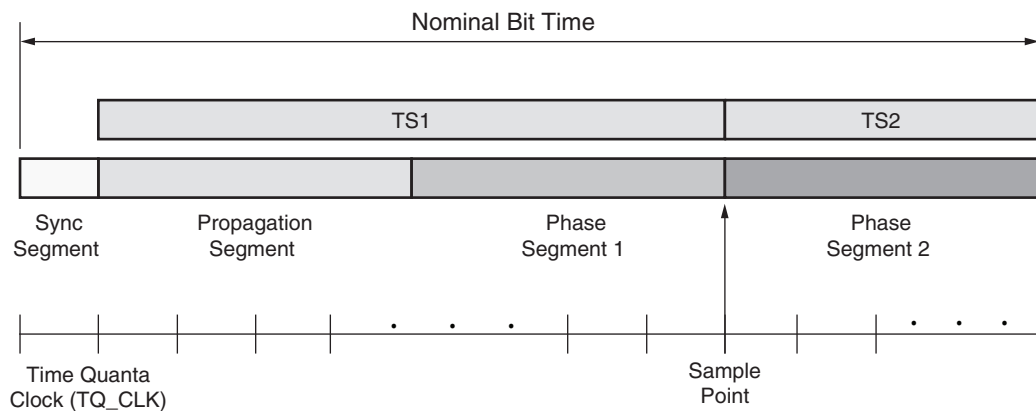 Nominal Bit Time
TS1
TS2
Sync
Segment
Propagation
Segment
Phase
Segment 1
Phase
Segment 2
Time Quanta
Clock (TQ_CLK)
Sample
Point